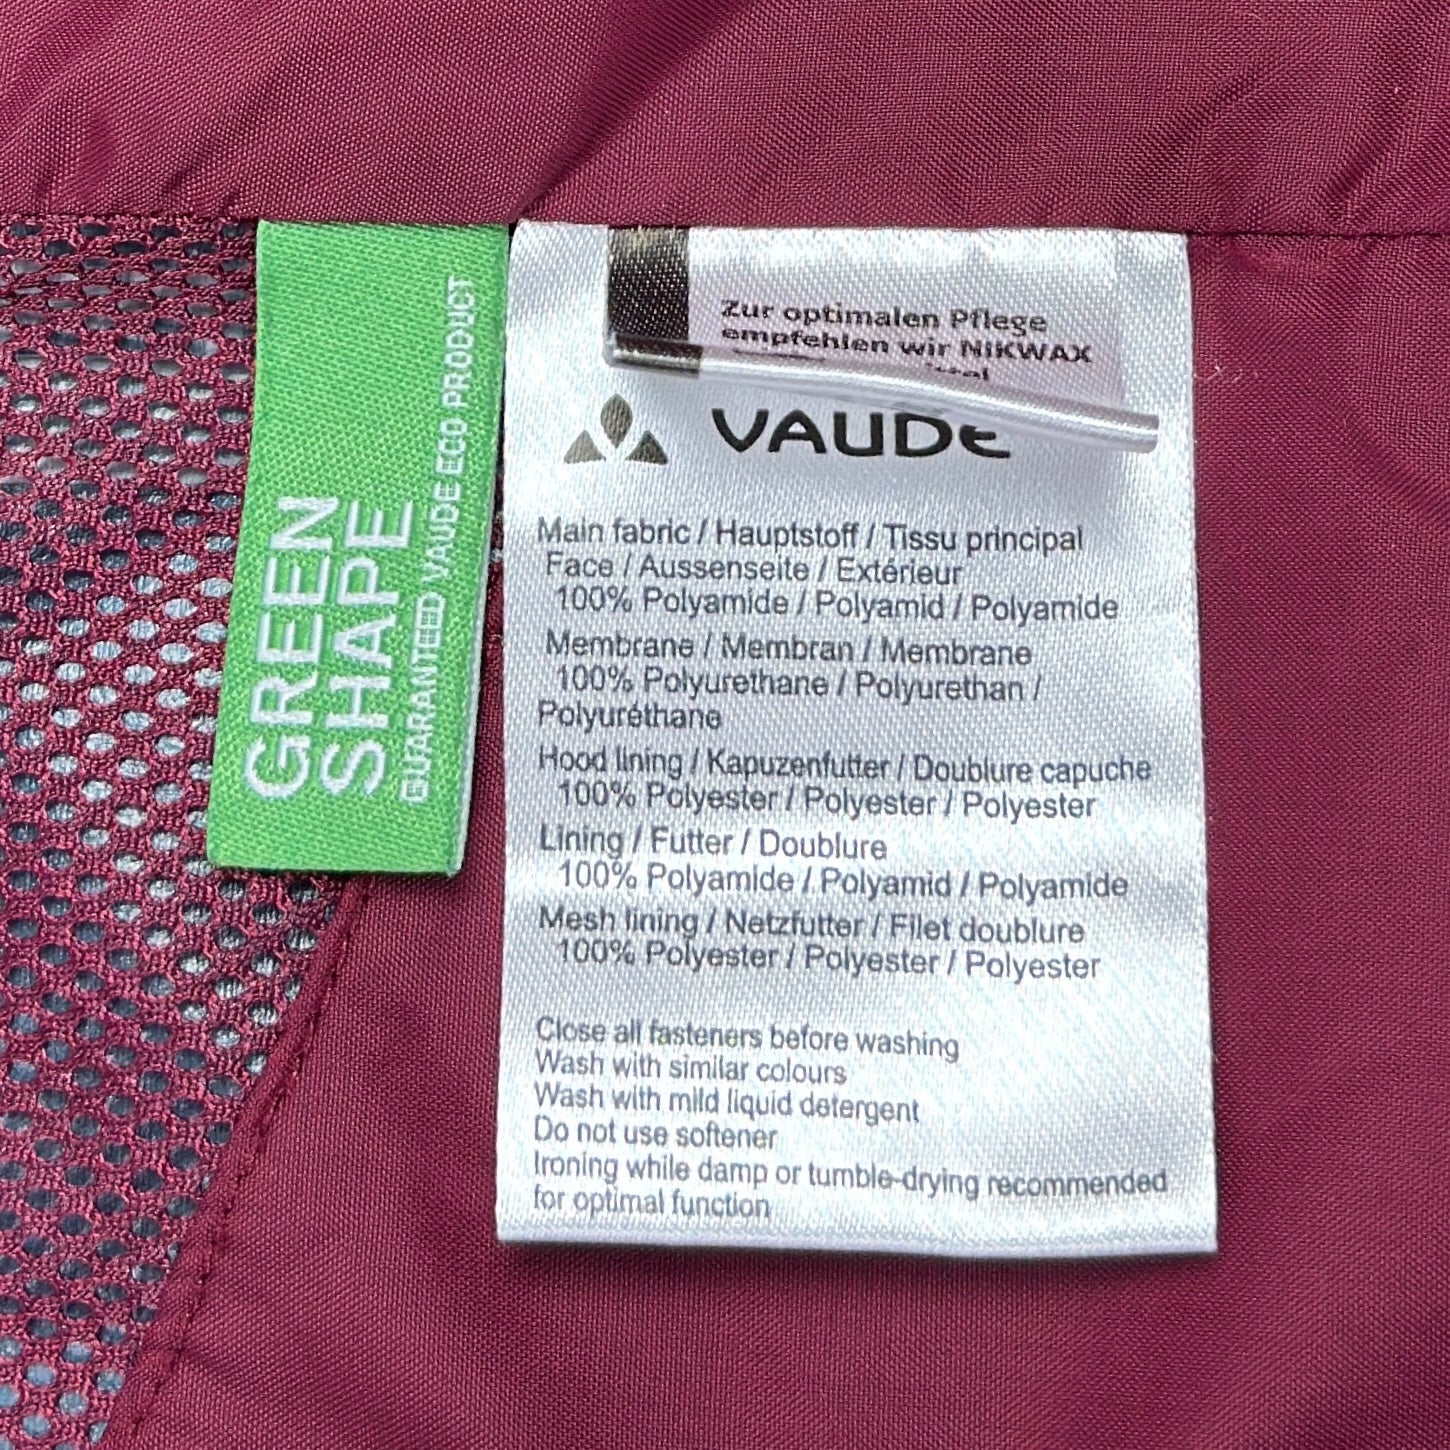 GREEN
SHAPE
GUARANTEED VAUDE ECO PRODUCT
Zur optimalen Pflege
empfehlen wir NIKWAX
VAUDE
Main fabric / Hauptstoff / Tissu principal
Face / Aussenseite / Extérieur
100% Polyamide / Polyamid / Polyamide
Membrane / Membran / Membrane
100% Polyurethane / Polyurethan /
Polyuréthane
Hood lining / Kapuzenfutter / Doublure capuche
100% Polyester / Polyester / Polyester
Lining / Futter / Doublure
100% Polyamide / Polyamid / Polyamide
Mesh lining / Netzfutter / Filet doublure
100% Polyester / Polyester / Polyester
Close all fasteners before washing
Wash with similar colours
Wash with mild liquid detergent
Do not use softener
Ironing while damp or tumble-drying recommended
for optimal function